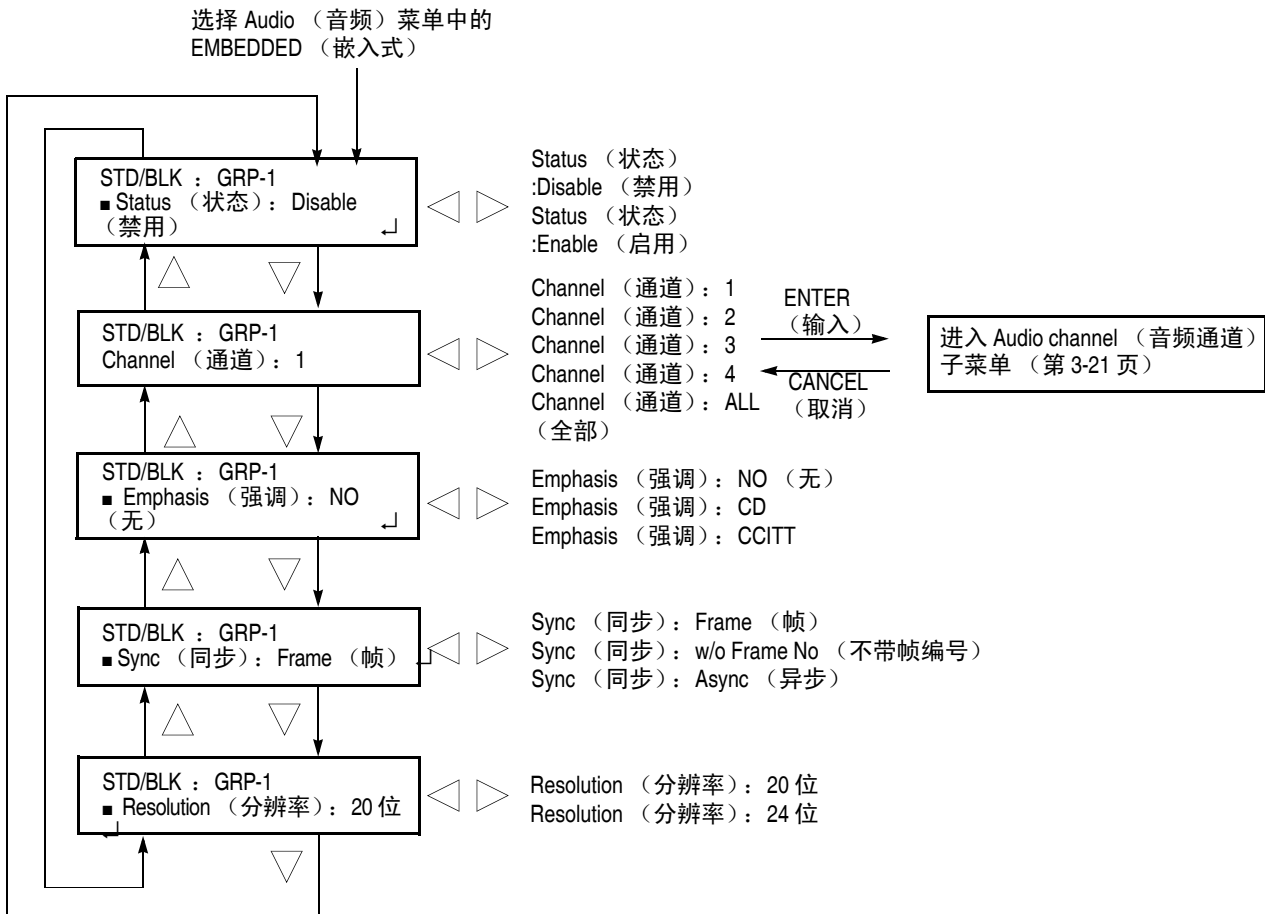 选择 Audio （音频）菜单中的
EMBEDDED （嵌入式）
STD/BLK ： GRP-1
■ Status （状态）： Disable
（禁用） ↵
Status （状态）
:Disable （禁用）
Status （状态）
:Enable （启用）
STD/BLK ： GRP-1
Channel （通道）： 1
Channel （通道）： 1
Channel （通道）： 2
Channel （通道）： 3
Channel （通道）： 4
Channel （通道）： ALL
（全部）
ENTER
（输入）
CANCEL
（取消）
进入 Audio channel （音频通道）
子菜单 （第 3-21 页）
STD/BLK ： GRP-1
■ Emphasis （强调）： NO
（无） ↵
Emphasis （强调）： NO （无）
Emphasis （强调）： CD
Emphasis （强调）： CCITT
STD/BLK ： GRP-1
■ Sync （同步）： Frame （帧） ↵
Sync （同步）： Frame （帧）
Sync （同步）： w/o Frame No （不带帧编号）
Sync （同步）： Async （异步）
STD/BLK ： GRP-1
■ Resolution （分辨率）： 20 位
↵
Resolution （分辨率）： 20 位
Resolution （分辨率）： 24 位